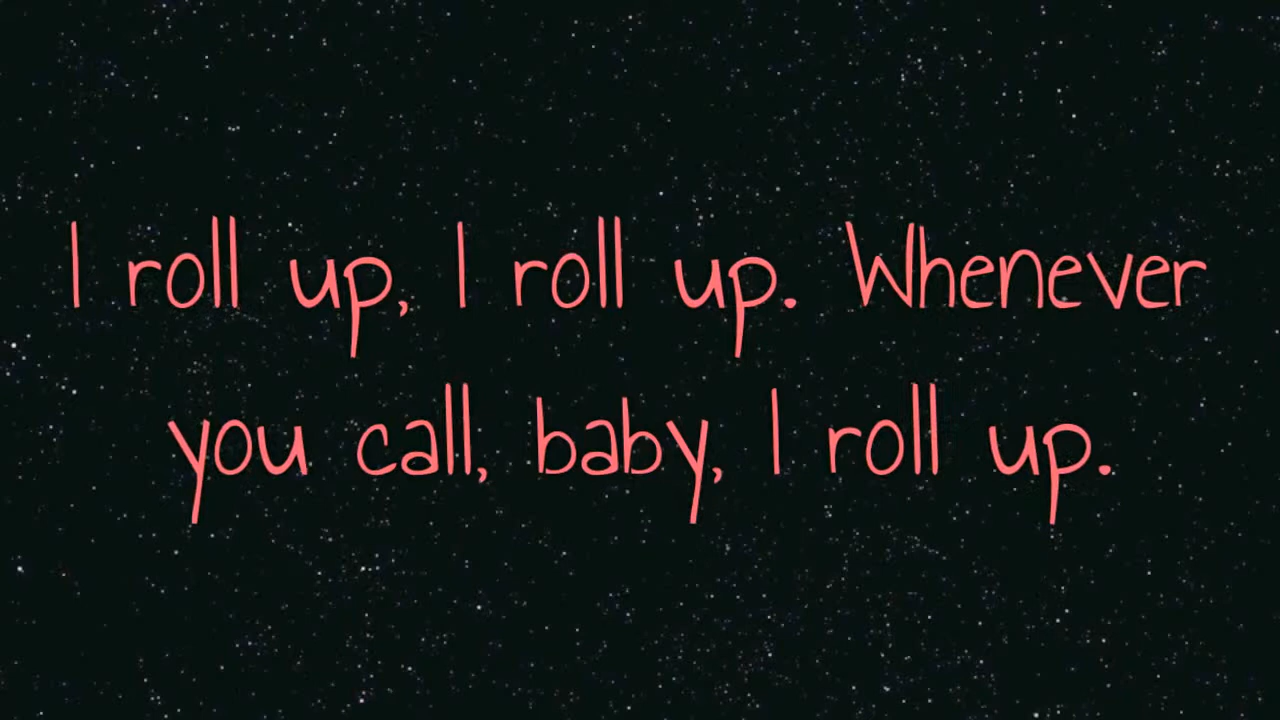 I roll up, I roll up. Whenever
you call, baby, I roll up.